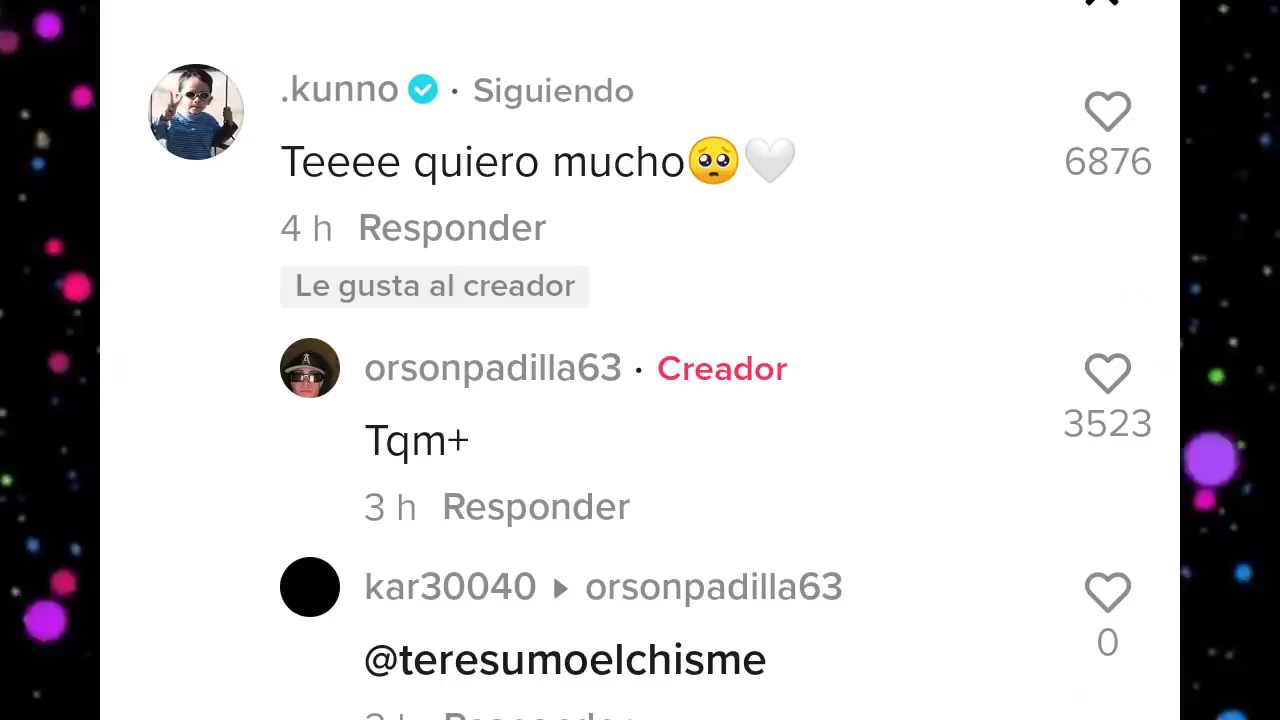 .kunno · Siguiendo
Teeee quiero mucho🥺🤍
6876
4 h Responder
Le gusta al creador
orsonpadilla63 · Creador
Tqm+
3523
3 h Responder
kar30040 ▶ orsonpadilla63
@teresumoelchisme
0